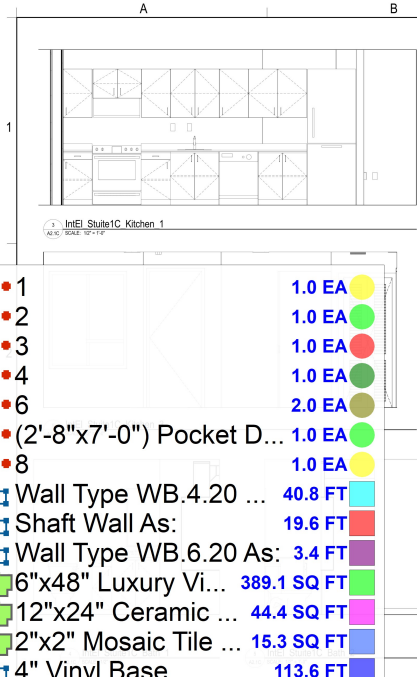 A
B
1
3
A2.1C
IntEl_Stuite1C_Kitchen_1
SCALE: 1/2" = 1'-0"
1 1.0 EA
2 1.0 EA
3 1.0 EA
4 1.0 EA
6 2.0 EA
(2'-8"x7'-0") Pocket D... 1.0 EA
8 1.0 EA
Wall Type WB.4.20 ... 40.8 FT
Shaft Wall As: 19.6 FT
Wall Type WB.6.20 As: 3.4 FT
6"x48" Luxury Vi... 389.1 SQ FT
12"x24" Ceramic ... 44.4 SQ FT
2"x2" Mosaic Tile ... 15.3 SQ FT
4" Vinyl Base 113.6 FT